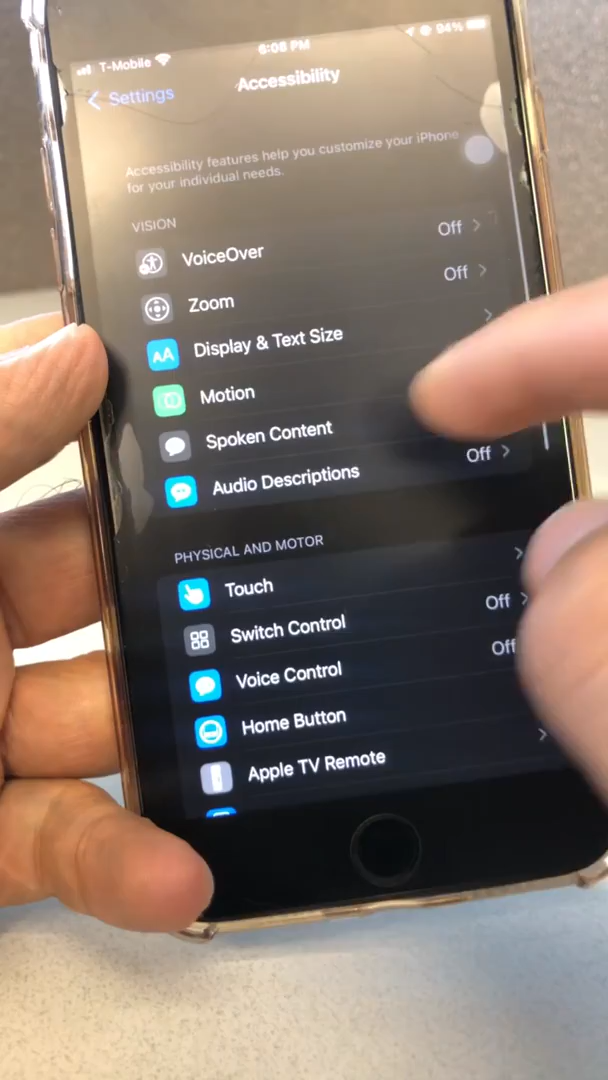 T-Mobile 6:08 PM 94%
Settings Accessibility
Accessibility features help you customize your iPhone
for your individual needs.
VISION
VoiceOver Off
Zoom Off
AA Display & Text Size
Motion
Spoken Content
Audio Descriptions Off
PHYSICAL AND MOTOR
Touch
Switch Control Off
Voice Control Off
Home Button
Apple TV Remote